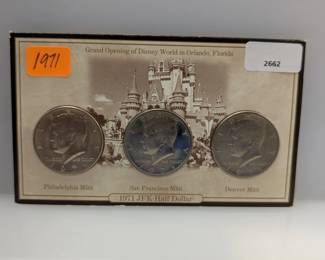 1971
Grand Opening of Disney World in Orlando, Florida
2662
Philadelphia Mint
San Francisco Mint
Denver Mint
1971 JFK Half Dollar